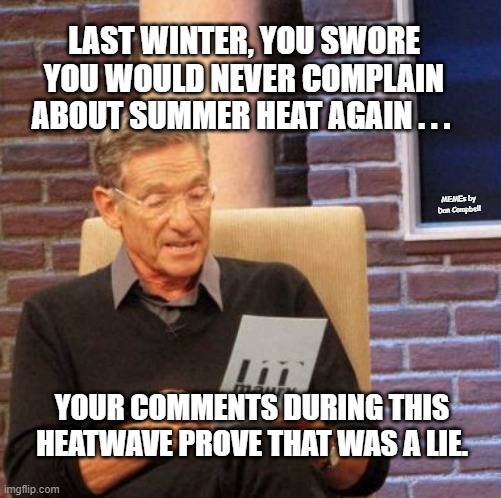 LAST WINTER, YOU SWORE
YOU WOULD NEVER COMPLAIN
ABOUT SUMMER HEAT AGAIN . . .
MEMEs by
Dan Campbell
maury
YOUR COMMENTS DURING THIS
HEATWAVE PROVE THAT WAS A LIE.
imgflip.com